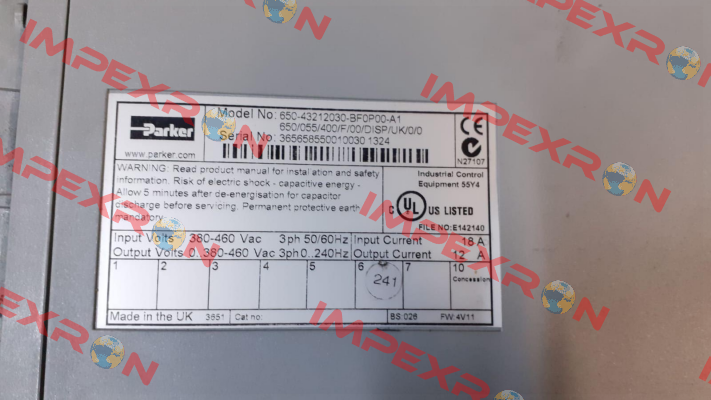 IMPEXRON
IMPEXRON
IMPEXRON
IMPEXRON
Parker
www.parker.com
Model No: 650-43212030-BF0P00-A1
650/055/400/F/00/DISP/UK/0/0
Serial No: 365658550010030 1324
CE
N27107
WARNING: Read product manual for installation and safety
information. Risk of electric shock - capacitive energy -
Allow 5 minutes after de-energisation for capacitor
discharge before servicing. Permanent protective earth
mandatory.
Industrial Control
Equipment 55Y4
C UL US LISTED
FILE NO: E142140
Input Volts 380-460 Vac 3ph 50/60Hz
Input Current 18 A
Output Volts 0..380-460 Vac 3ph 0..240Hz
Output Current 12 A
1 2 3 4 5 6 7 10
Concession
241
Made in the UK 3651 Cat no: BS:026 FW:4V11